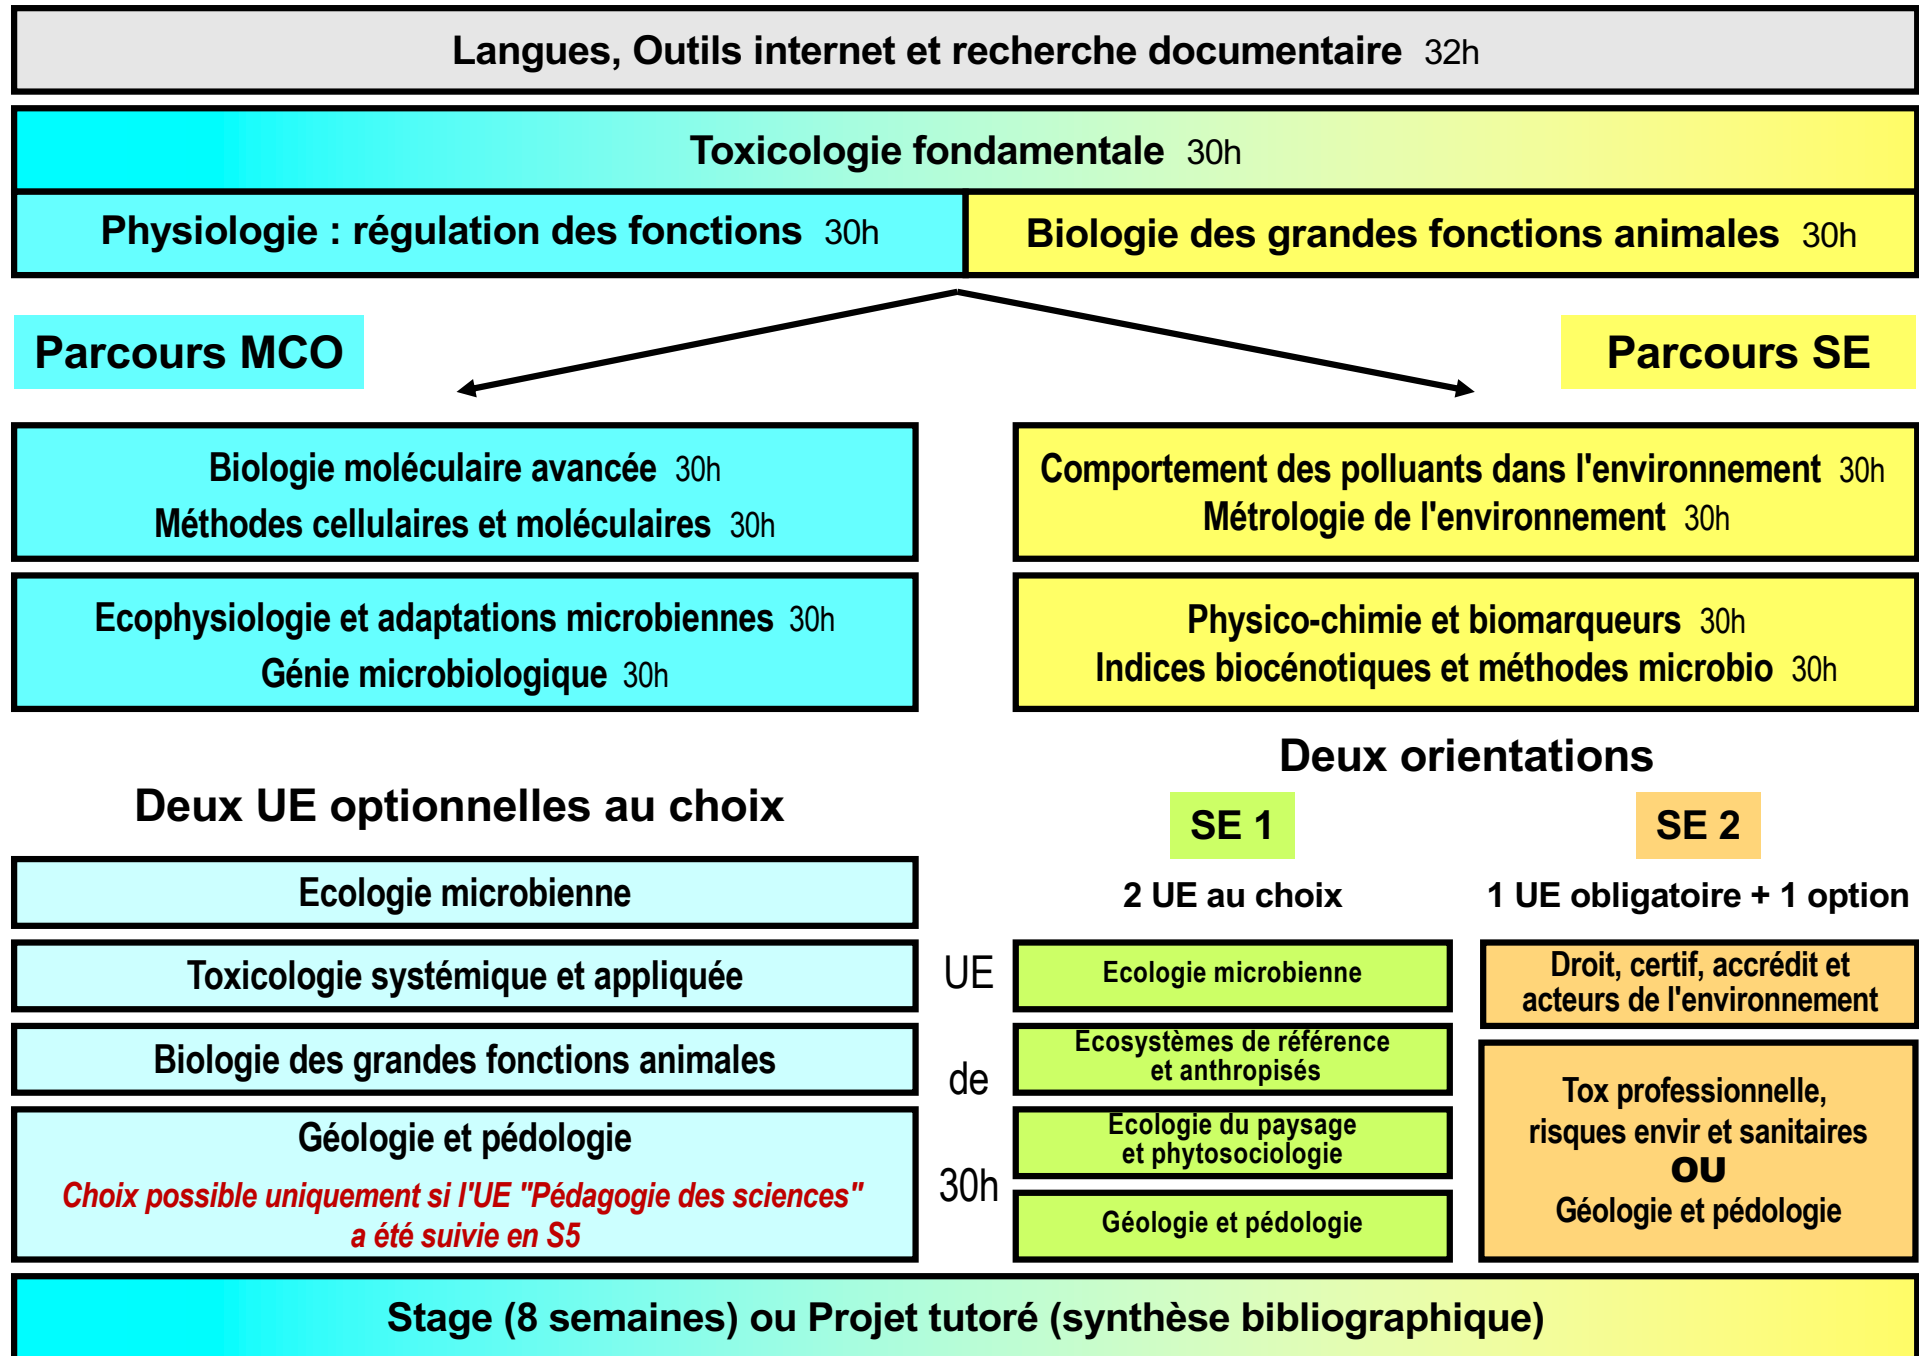 Langues, Outils internet et recherche documentaire 32h
Toxicologie fondamentale 30h
Physiologie : régulation des fonctions 30h
Biologie des grandes fonctions animales 30h
Parcours MCO
Parcours SE
Biologie moléculaire avancée 30h
Méthodes cellulaires et moléculaires 30h
Comportement des polluants dans l'environnement 30h
Métrologie de l'environnement 30h
Ecophysiologie et adaptations microbiennes 30h
Génie microbiologique 30h
Physico-chimie et biomarqueurs 30h
Indices biocénotiques et méthodes microbio 30h
Deux UE optionnelles au choix
Ecologie microbienne
Toxicologie systémique et appliquée
Biologie des grandes fonctions animales
Géologie et pédologie
Choix possible uniquement si l'UE "Pédagogie des sciences"
a été suivie en S5
UE
de
30h
Deux orientations
SE 1
2 UE au choix
Ecologie microbienne
Ecosystèmes de référence
et anthropisés
Ecologie du paysage
et phytosociologie
Géologie et pédologie
SE 2
1 UE obligatoire + 1 option
Droit, certif, accrédit et
acteurs de l'environnement
Tox professionnelle,
risques envir et sanitaires
OU
Géologie et pédologie
Stage (8 semaines) ou Projet tutoré (synthèse bibliographique)